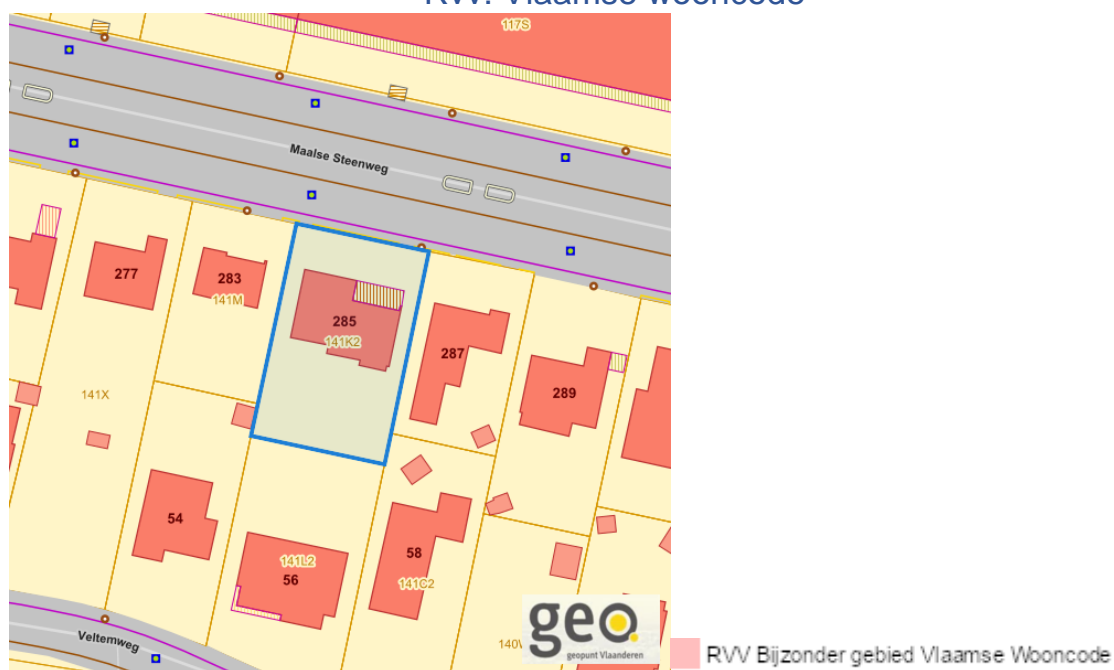 RVV: Vlaamse wooncode
117S
Maalse Steenweg
277
283
141M
285
141K2
287
289
141X
54
141L2
56
58
141C2
140W
Veltemweg
geo
geopunt Vlaanderen
RVV Bijzonder gebied Vlaamse Wooncode